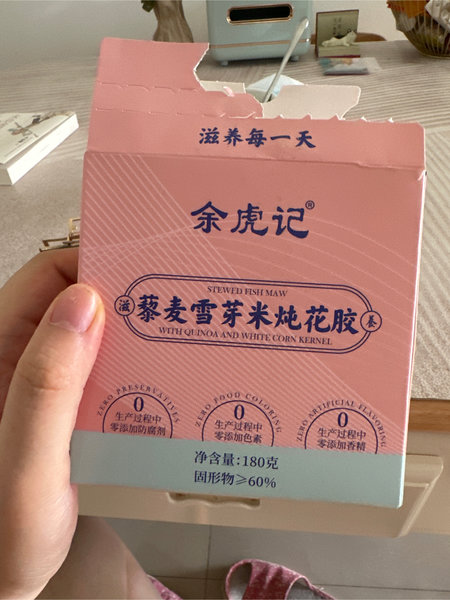 滋养每一天
余虎记®
STEWED FISH MAW
滋 藜麦雪芽米炖花胶 养
WITH QUINOA AND WHITE CORN KERNEL
ZERO PRESERVATIVES
0
生产过程中
零添加防腐剂
ZERO FOOD COLORING
0
生产过程中
零添加色素
ZERO ARTIFICIAL FLAVORING
0
生产过程中
零添加香精
净含量:180克
固形物≥60%